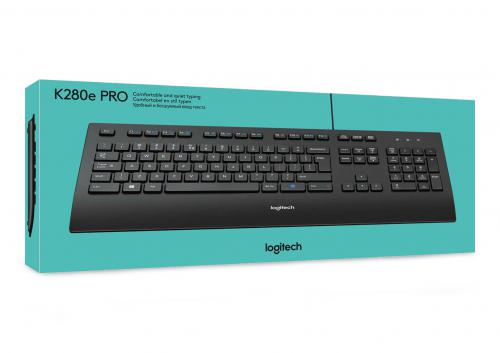 K280e PRO
Comfortable and quiet typing
Comfortabel en stil typen
Удобный и бесшумный ввод текста
logitech
logitech